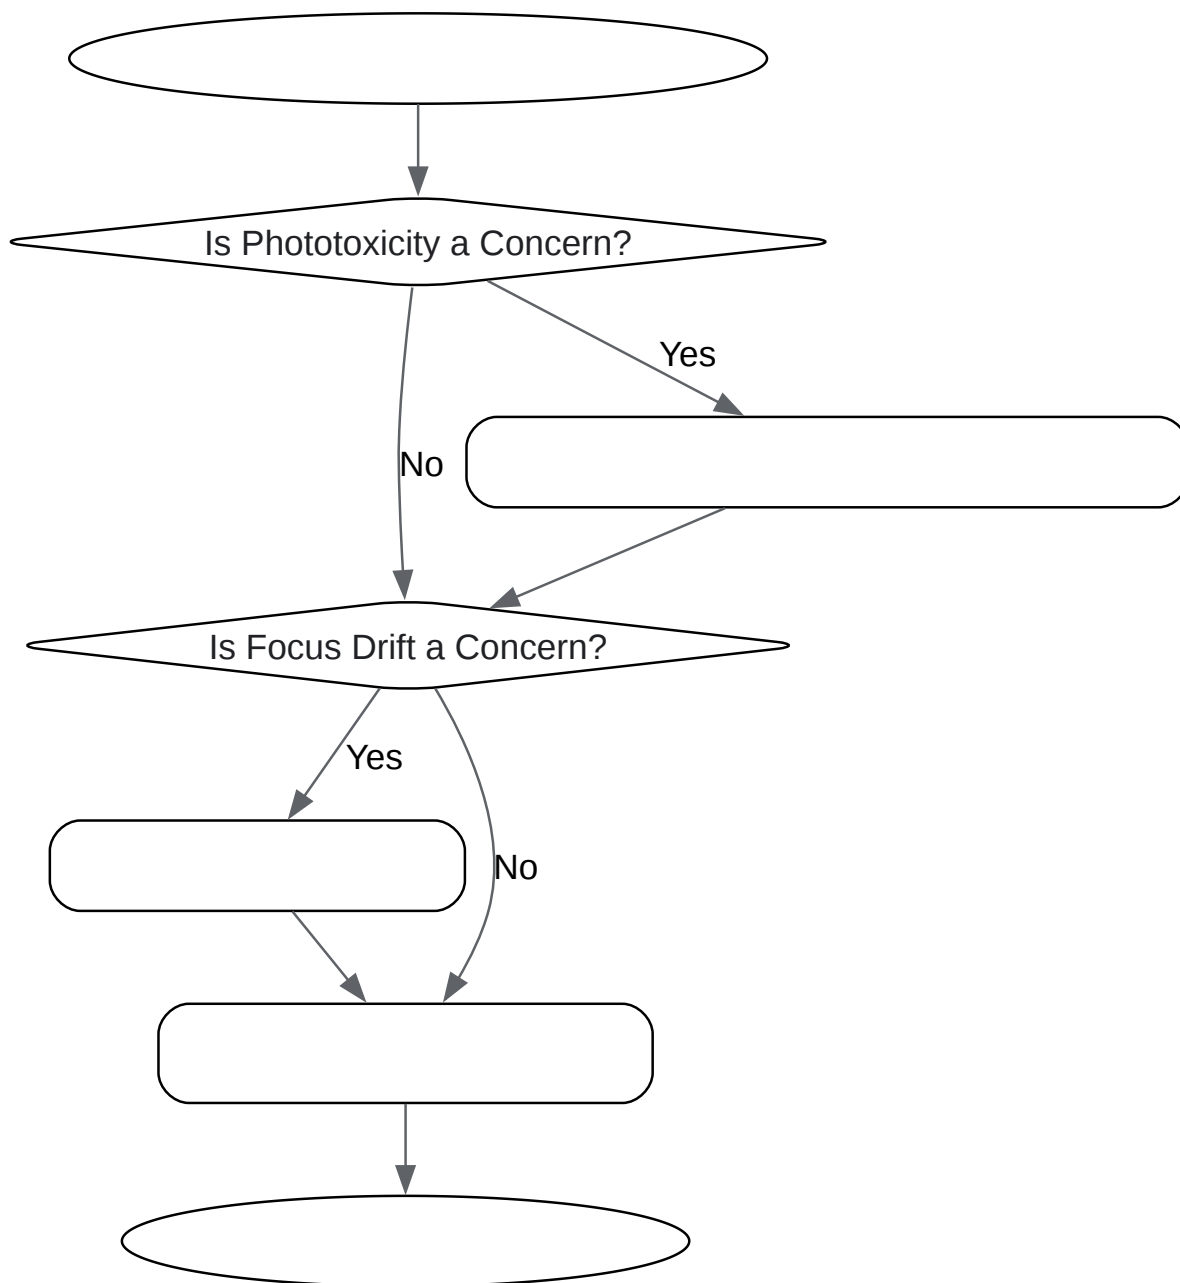 Is Phototoxicity a Concern?
Yes
No
Is Focus Drift a Concern?
Yes
No